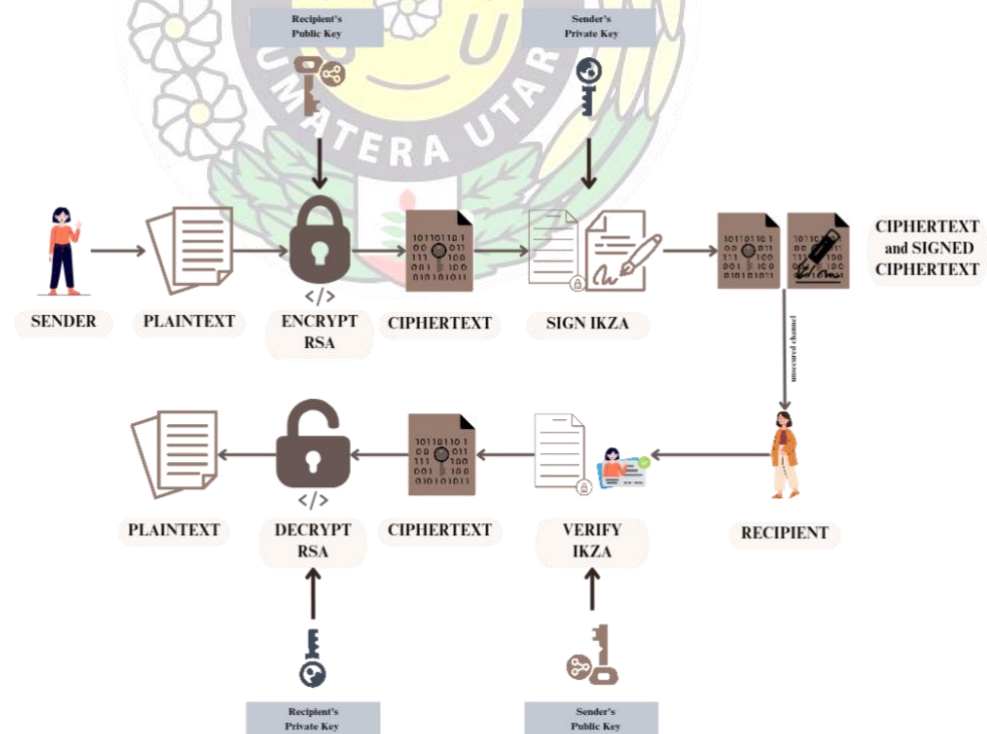 Recipient's
Public Key
Sender's
Private Key
UMATERA UTAR
CIPHERTEXT
and SIGNED
CIPHERTEXT
SENDER
PLAINTEXT
ENCRYPT
RSA
CIPHERTEXT
SIGN IKZA
unsecured channel
PLAINTEXT
DECRYPT
RSA
CIPHERTEXT
VERIFY
IKZA
RECIPIENT
Recipient's
Private Key
Sender's
Public Key